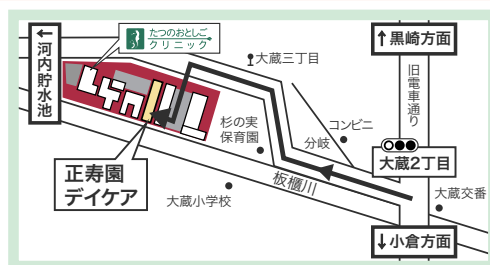 ←河内貯水池
たつのおとしご
クリニック
大蔵三丁目
↑黒崎方面
旧電車通り
杉の実
保育園
コンビニ
分岐
大蔵2丁目
正寿園
デイケア
板櫃川
大蔵小学校
大蔵交番
↓小倉方面